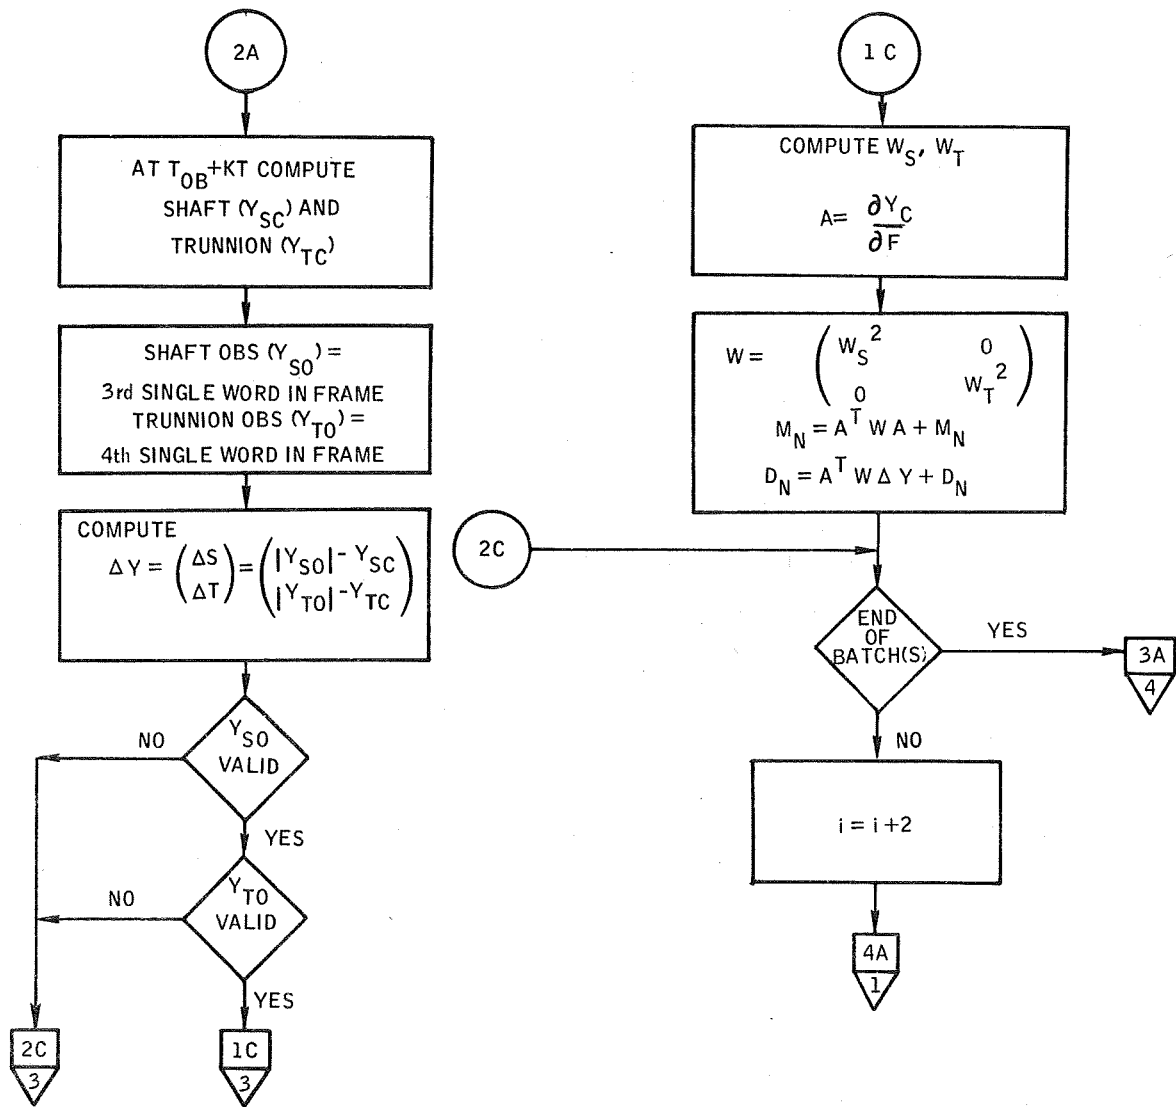 2A
AT T_OB+KT COMPUTE
SHAFT (Y_SC) AND
TRUNNION (Y_TC)
SHAFT OBS (Y_SO) =
3rd SINGLE WORD IN FRAME
TRUNNION OBS (Y_TO) =
4th SINGLE WORD IN FRAME
COMPUTE
ΔY = (ΔS) = (|Y_SO| - Y_SC)
(ΔT) (|Y_TO| - Y_TC)
Y_SO
VALID
NO
YES
Y_TO
VALID
NO
YES
2C
3
1C
3
1C
COMPUTE W_S, W_T
A= ∂Y_C
∂F
W = (W_S^2 0)
(0 W_T^2)
M_N = A^T W A + M_N
D_N = A^T W Δ Y + D_N
2C
END
OF
BATCH(S)
YES
3A
4
NO
i = i+2
4A
1